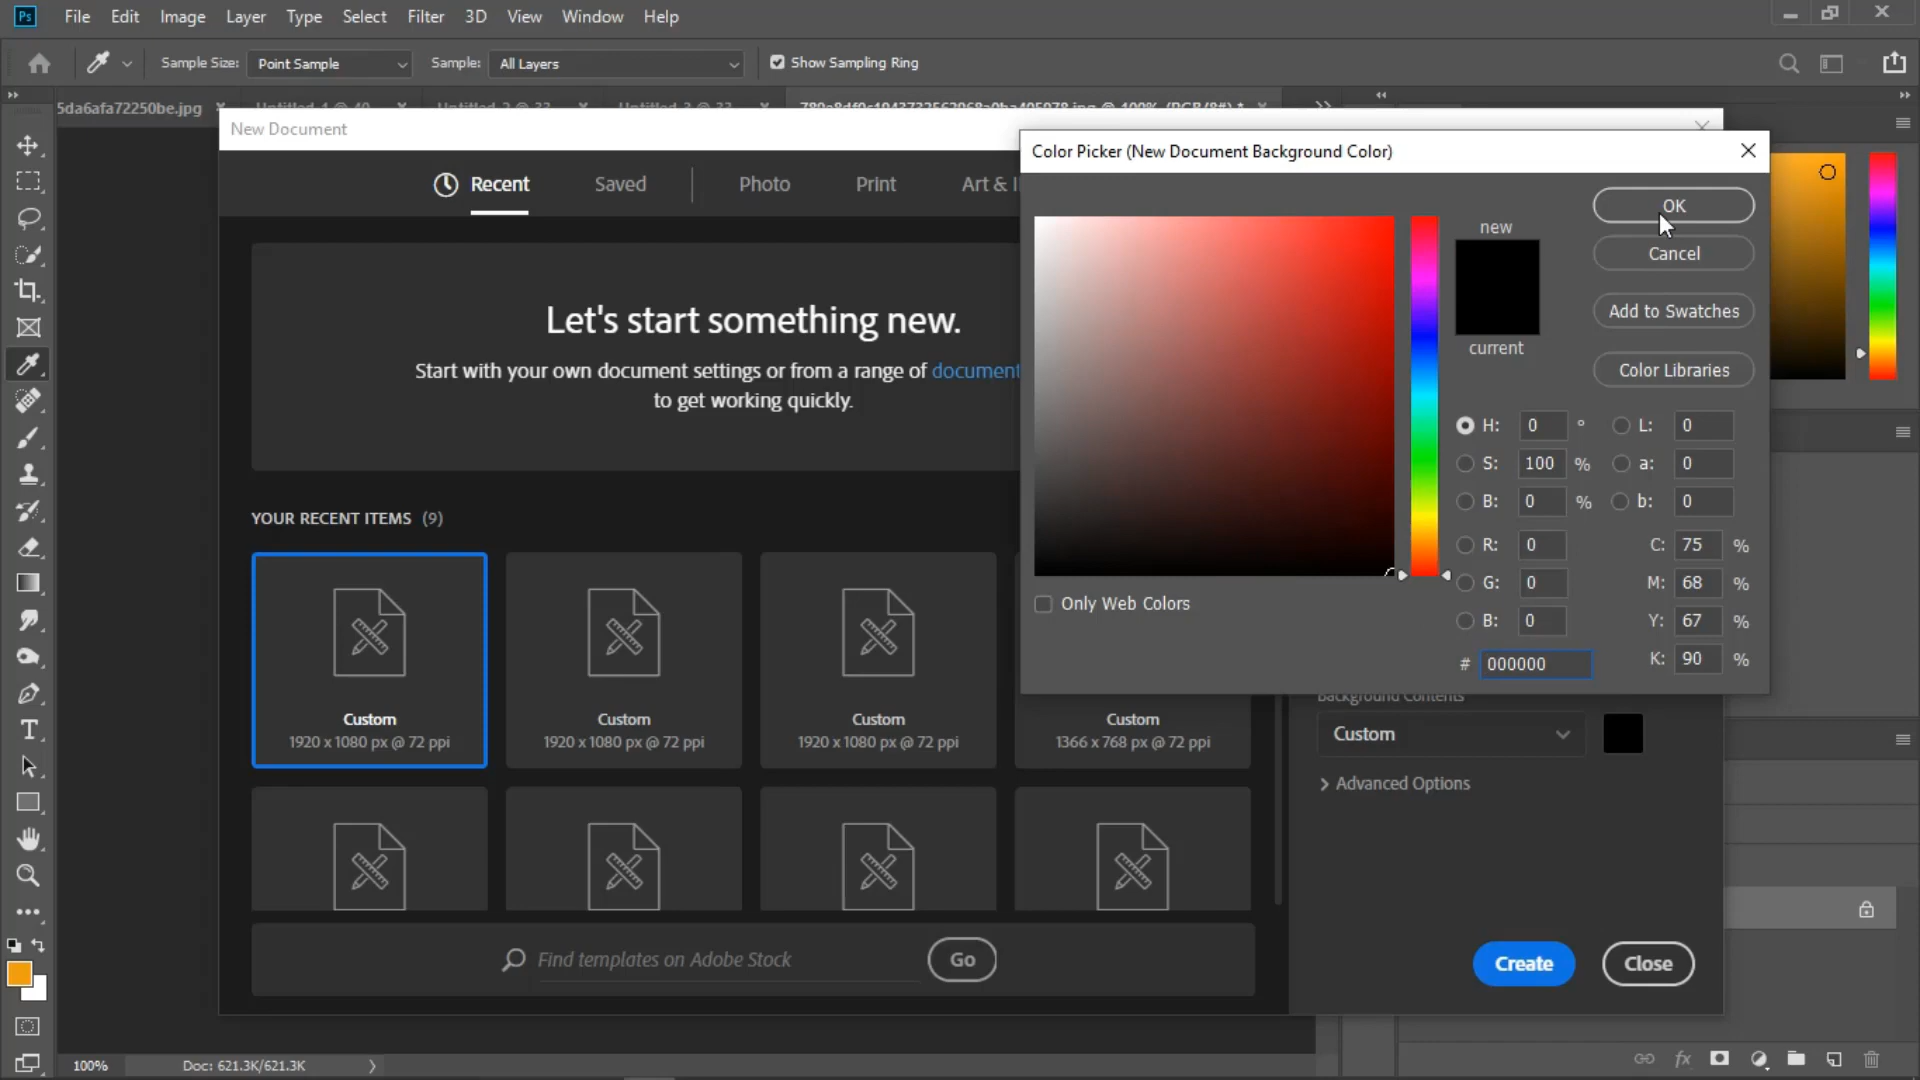 Ps File Edit Image Layer Type Select Filter 3D View Window Help
Sample Size: Point Sample Sample: All Layers Show Sampling Ring
5da6afa72250be.jpg
New Document
Color Picker (New Document Background Color)
Recent Saved Photo Print Art & I
OK
new
Cancel
Let's start something new.
Add to Swatches
current
Start with your own document settings or from a range of document
Color Libraries
to get working quickly.
H: 0 ° L: 0
S: 100 % a: 0
B: 0 % b: 0
YOUR RECENT ITEMS (9)
R: 0 C: 75 %
G: 0 M: 68 %
Only Web Colors
B: 0 Y: 67 %
# 000000 K: 90 %
Background Contents
Custom
Custom
1920 x 1080 px @ 72 ppi
Custom
1920 x 1080 px @ 72 ppi
Custom
1920 x 1080 px @ 72 ppi
Custom
1366 x 768 px @ 72 ppi
Advanced Options
Find templates on Adobe Stock Go
Create Close
100% Doc: 621.3K/621.3K
fx